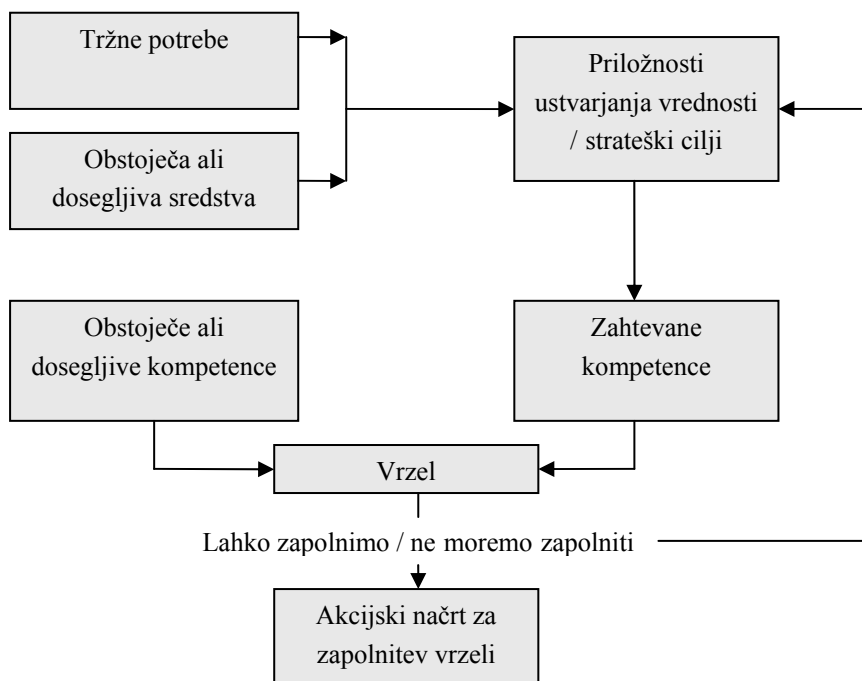 Tržne potrebe
Priložnosti
ustvarjanja vrednosti
/ strateški cilji
Obstoječa ali
dosegljiva sredstva
Obstoječe ali
dosegljive kompetence
Zahtevane
kompetence
Vrzel
Lahko zapolnimo / ne moremo zapolniti
Akcijski načrt za
zapolnitev vrzeli